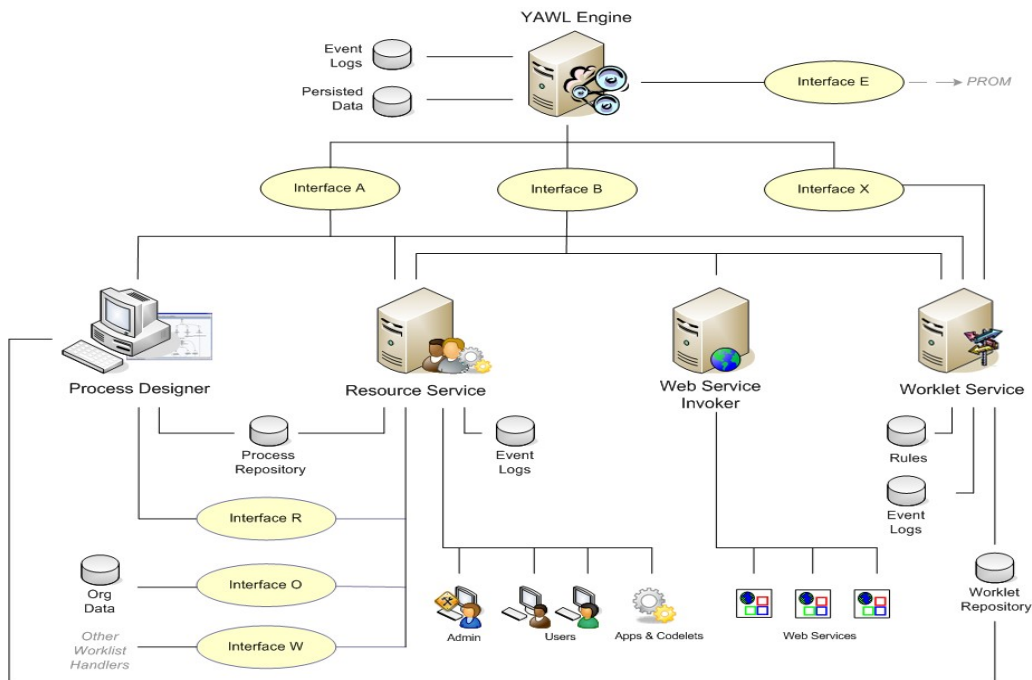 YAWL Engine
Event
Logs
Persisted
Data
Interface E
PROM
Interface A
Interface B
Interface X
Process Designer
Resource Service
Web Service
Invoker
Worklet Service
Process
Repository
Event
Logs
Rules
Event
Logs
Interface R
Org
Data
Interface O
Other
Worklist
Handlers
Interface W
Admin
Users
Apps & Codelets
Web Services
Worklet
Repository